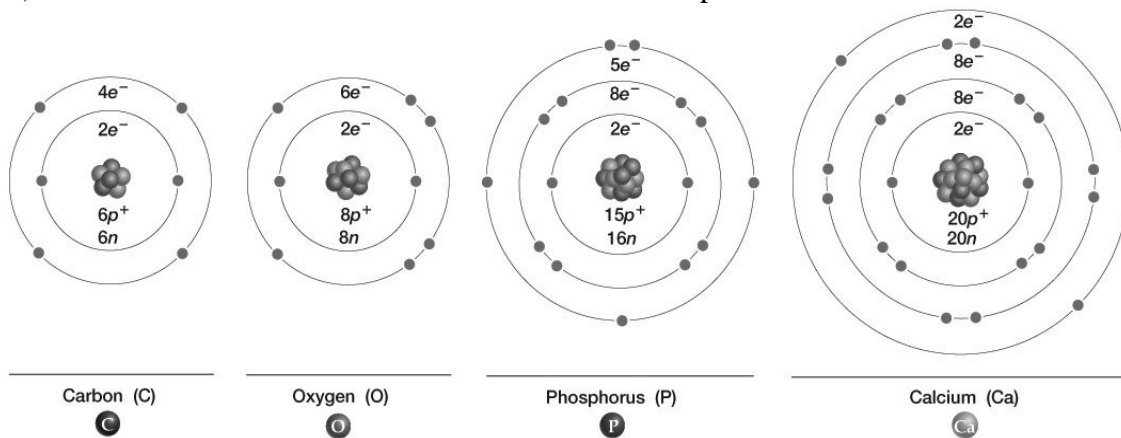 4e⁻
2e⁻
6p⁺
6n
Carbon (C)
C
6e⁻
2e⁻
8p⁺
8n
Oxygen (O)
O
5e⁻
8e⁻
2e⁻
15p⁺
16n
Phosphorus (P)
P
2e⁻
8e⁻
8e⁻
2e⁻
20p⁺
20n
Calcium (Ca)
Ca